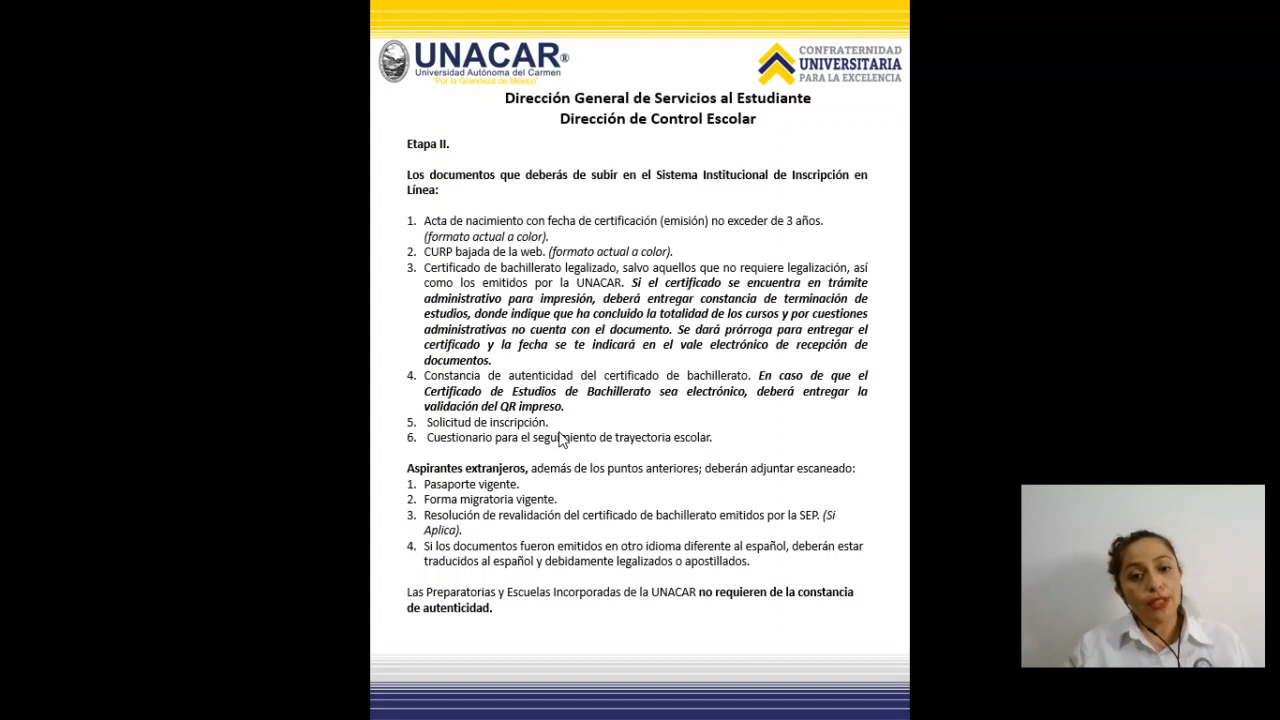 UNACAR®
Universidad Autónoma del Carmen
"Por la Grandeza de México"
CONFRATERNIDAD
UNIVERSITARIA
PARA LA EXCELENCIA
Dirección General de Servicios al Estudiante
Dirección de Control Escolar
Etapa II.
Los documentos que deberás de subir en el Sistema Institucional de Inscripción en
Línea:
1. Acta de nacimiento con fecha de certificación (emisión) no exceder de 3 años.
(formato actual a color).
2. CURP bajada de la web. (formato actual a color).
3. Certificado de bachillerato legalizado, salvo aquellos que no requiere legalización, así
como los emitidos por la UNACAR. Si el certificado se encuentra en trámite
administrativo para impresión, deberá entregar constancia de terminación de
estudios, donde indique que ha concluido la totalidad de los cursos y por cuestiones
administrativas no cuenta con el documento. Se dará prórroga para entregar el
certificado y la fecha se te indicará en el vale electrónico de recepción de
documentos.
4. Constancia de autenticidad del certificado de bachillerato. En caso de que el
Certificado de Estudios de Bachillerato sea electrónico, deberá entregar la
validación del QR impreso.
5. Solicitud de inscripción.
6. Cuestionario para el seguimiento de trayectoria escolar.
Aspirantes extranjeros, además de los puntos anteriores; deberán adjuntar escaneado:
1. Pasaporte vigente.
2. Forma migratoria vigente.
3. Resolución de revalidación del certificado de bachillerato emitidos por la SEP. (Si
Aplica).
4. Si los documentos fueron emitidos en otro idioma diferente al español, deberán estar
traducidos al español y debidamente legalizados o apostillados.
Las Preparatorias y Escuelas Incorporadas de la UNACAR no requieren de la constancia
de autenticidad.